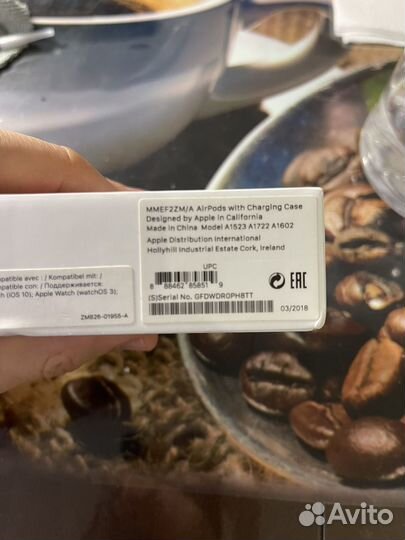 MMEF2ZM/A AirPods with Charging Case
Designed by Apple in California
Made in China Model A1523 A1722 A1602
Apple Distribution International
Hollyhill Industrial Estate Cork, Ireland
UPC
8 88462 85851 9
(S)Serial No. GFDWDR0PH8TT
03/2018
EAC
patible avec : / Kompatibel mit: /
patible con: / Поддерживается:
h (iOS 10); Apple Watch (watchOS 3);
ZM826-01955-A
Avito